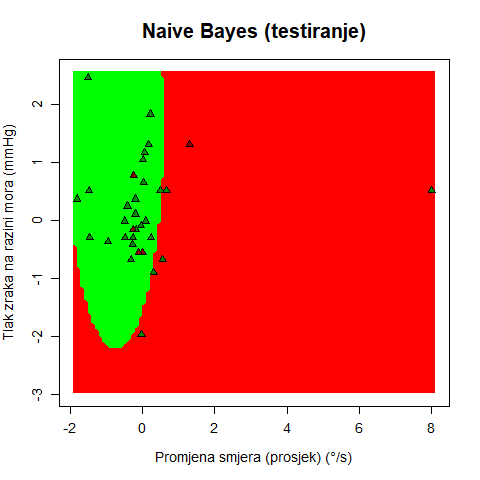 Naive Bayes (testiranje)
Tlak zraka na razini mora (mmHg)
2
1
0
-1
-2
-3
-2 0 2 4 6 8
Promjena smjera (prosjek) (°/s)